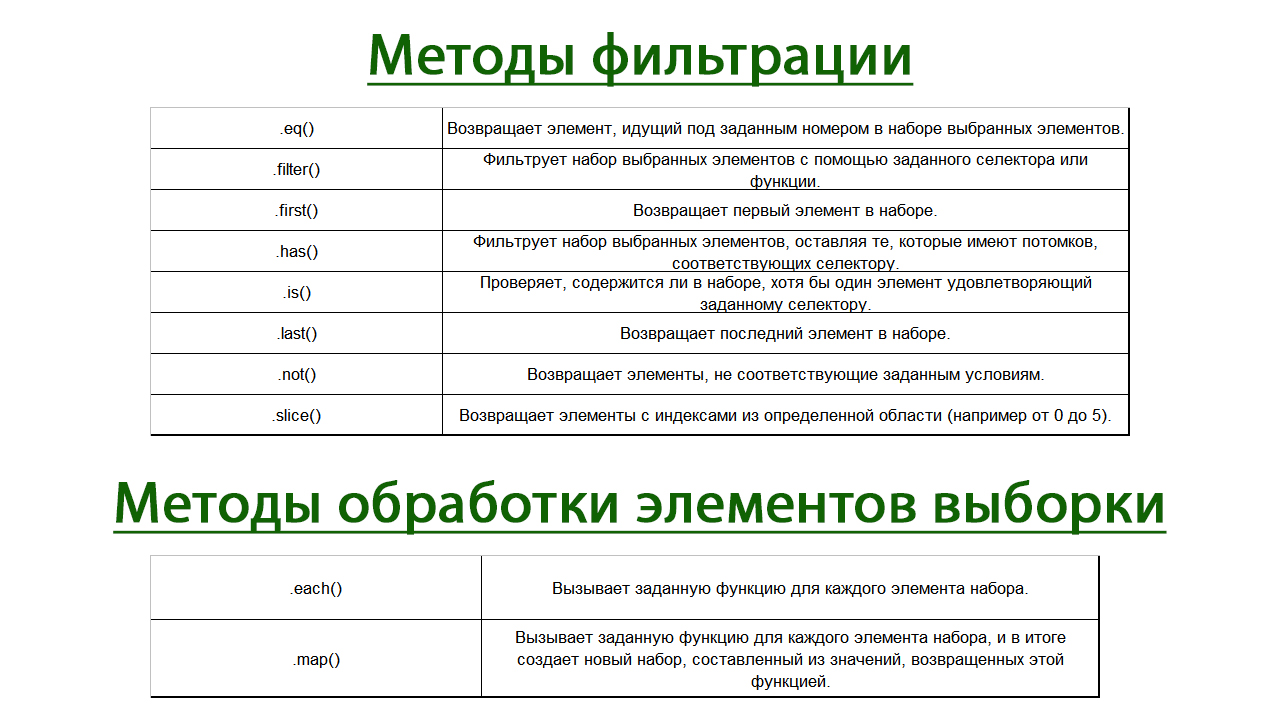 Методы фильтрации
.eq()
Возвращает элемент, идущий под заданным номером в наборе выбранных элементов.
.filter()
Фильтрует набор выбранных элементов с помощью заданного селектора или
функции.
.first()
Возвращает первый элемент в наборе.
.has()
Фильтрует набор выбранных элементов, оставляя те, которые имеют потомков,
соответствующих селектору.
.is()
Проверяет, содержится ли в наборе, хотя бы один элемент удовлетворяющий
заданному селектору.
.last()
Возвращает последний элемент в наборе.
.not()
Возвращает элементы, не соответствующие заданным условиям.
.slice()
Возвращает элементы с индексами из определенной области (например от 0 до 5).
Методы обработки элементов выборки
.each()
Вызывает заданную функцию для каждого элемента набора.
.map()
Вызывает заданную функцию для каждого элемента набора, и в итоге
создает новый набор, составленный из значений, возвращенных этой
функцией.